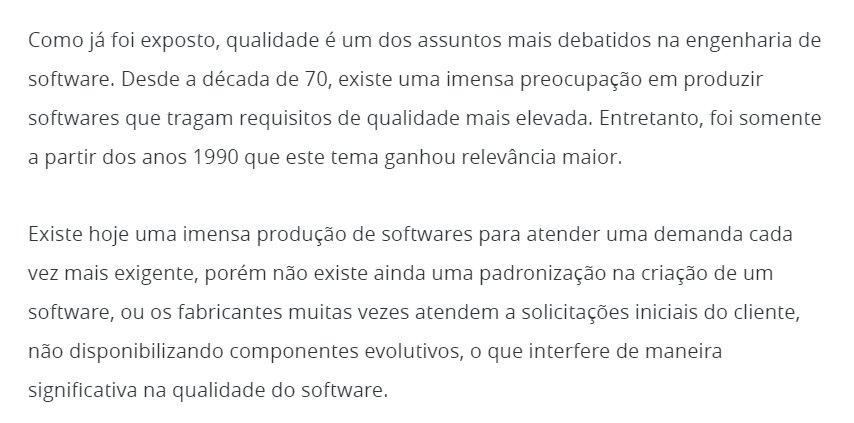 Como já foi exposto, qualidade é um dos assuntos mais debatidos na engenharia de
software. Desde a década de 70, existe uma imensa preocupação em produzir
softwares que tragam requisitos de qualidade mais elevada. Entretanto, foi somente
a partir dos anos 1990 que este tema ganhou relevância maior.
Existe hoje uma imensa produção de softwares para atender uma demanda cada
vez mais exigente, porém não existe ainda uma padronização na criação de um
software, ou os fabricantes muitas vezes atendem a solicitações iniciais do cliente,
não disponibilizando componentes evolutivos, o que interfere de maneira
significativa na qualidade do software.